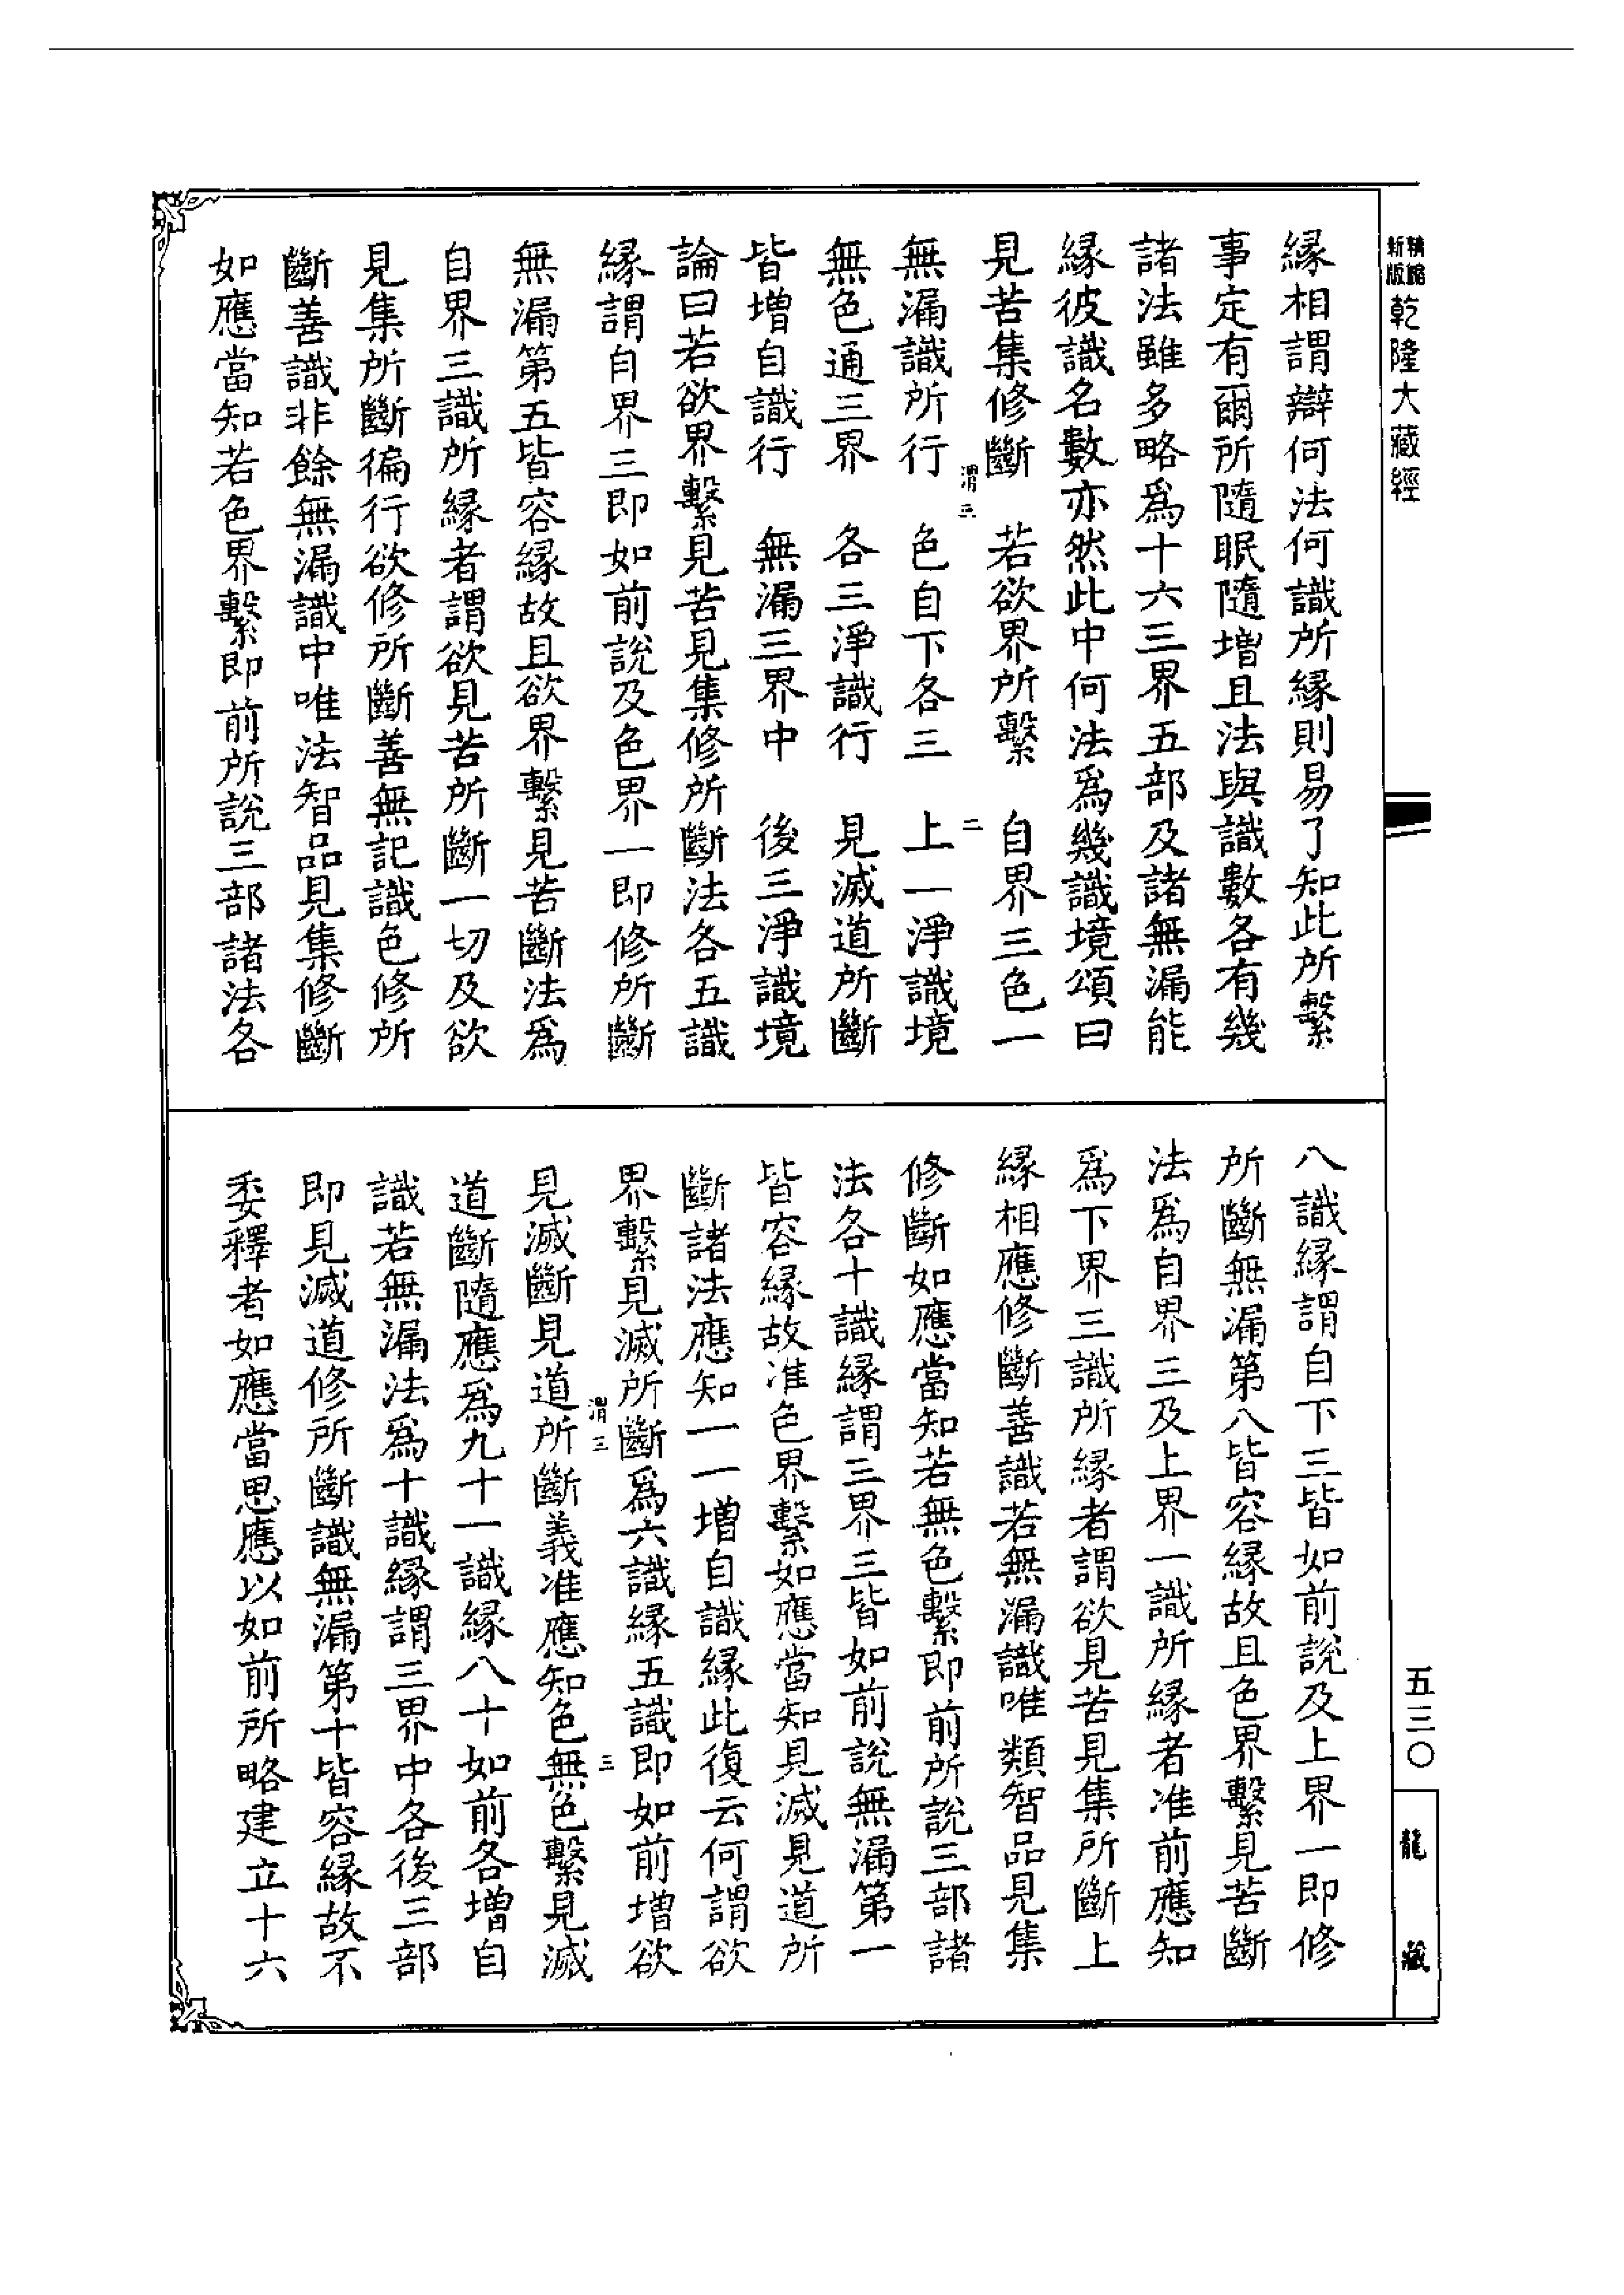 精縮
新版
乾隆大藏經
緣相謂辯何法何識所緣則易了知此所繫
事定有爾所隨眠隨增且法與識數各有幾
諸法雖多略爲十六三界五部及諸無漏能
緣彼識名數亦然此中何法爲幾識境頌曰
見苦集修斷　若欲界所繫　自界三色一
渭三
二
無漏識所行　色自下各三　上一淨識境
無色通三界　各三淨識行　見滅道所斷
皆增自識行　無漏三界中　後三淨識境
論曰若欲界繫見苦見集修所斷法各五識
緣謂自界三即如前說及色界一即修所斷
無漏第五皆容緣故且欲界繫見苦斷法爲
自界三識所緣者謂欲見苦所斷一切及欲
見集所斷徧行欲修所斷善無記識色修所
斷善識非餘無漏識中唯法智品見集修斷
如應當知若色界繫即前所說三部諸法各
八識緣謂自下三皆如前說及上界一即修
所斷無漏第八皆容緣故且色界繫見苦斷
法爲自界三及上界一識所緣者准前應知
爲下界三識所緣者謂欲見苦見集所斷上
緣相應修斷善識若無漏識唯類智品見集
修斷如應當知若無色繫即前所說三部諸
法各十識緣謂三界三皆如前說無漏第一
皆容緣故准色界繫如應當知見滅見道所
斷諸法應知一一增自識緣此復云何謂欲
界繫見滅所斷爲六識緣五識即如前增欲
渭三
三
見滅斷見道所斷義准應知色無色繫見滅
道斷隨應爲九十一識緣八十如前各增自
識若無漏法爲十識緣謂三界中各後三部
即見滅道修所斷識無漏第十皆容緣故不
委釋者如應當思應以如前所略建立十六
五三〇
龍藏